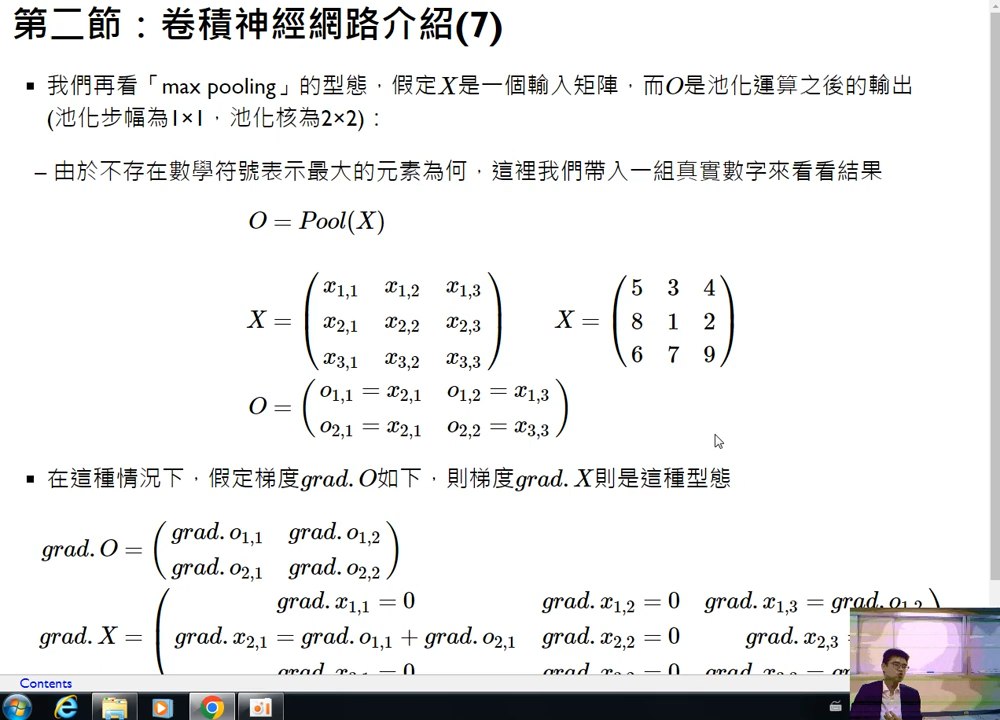 第二節：卷積神經網路介紹(7)
▪ 我們再看「max pooling」的型態，假定X是一個輸入矩陣，而O是池化運算之後的輸出
(池化步幅為1×1，池化核為2×2)：
– 由於不存在數學符號表示最大的元素為何，這裡我們帶入一組真實數字來看看結果
O = Pool(X)
X = ( x1,1 x1,2 x1,3 X = ( 5 3 4
x2,1 x2,2 x2,3 8 1 2
x3,1 x3,2 x3,3 ) 6 7 9 )
O = ( o1,1 = x2,1 o1,2 = x1,3
o2,1 = x2,1 o2,2 = x3,3 )
▪ 在這種情況下，假定梯度grad. O如下，則梯度grad. X則是這種型態
grad. O = ( grad. o1,1 grad. o1,2
grad. o2,1 grad. o2,2 )
grad. x1,1 = 0 grad. x1,2 = 0 grad. x1,3 = grad. o1,2
grad. X = ( grad. x2,1 = grad. o1,1 + grad. o2,1 grad. x2,2 = 0 grad. x2,3
Contents